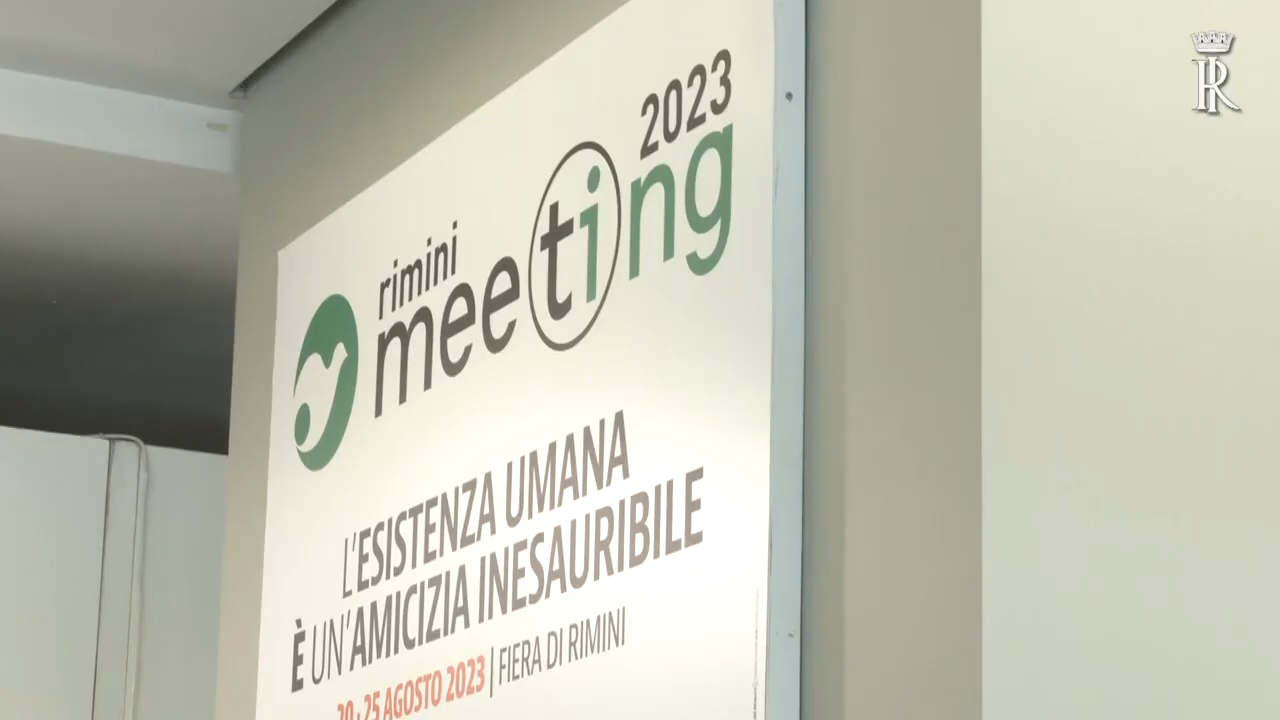 2023
rimini
meeting
L'ESISTENZA UMANA
È UN'AMICIZIA INESAURIBILE
20 · 25 AGOSTO 2023 | FIERA DI RIMINI